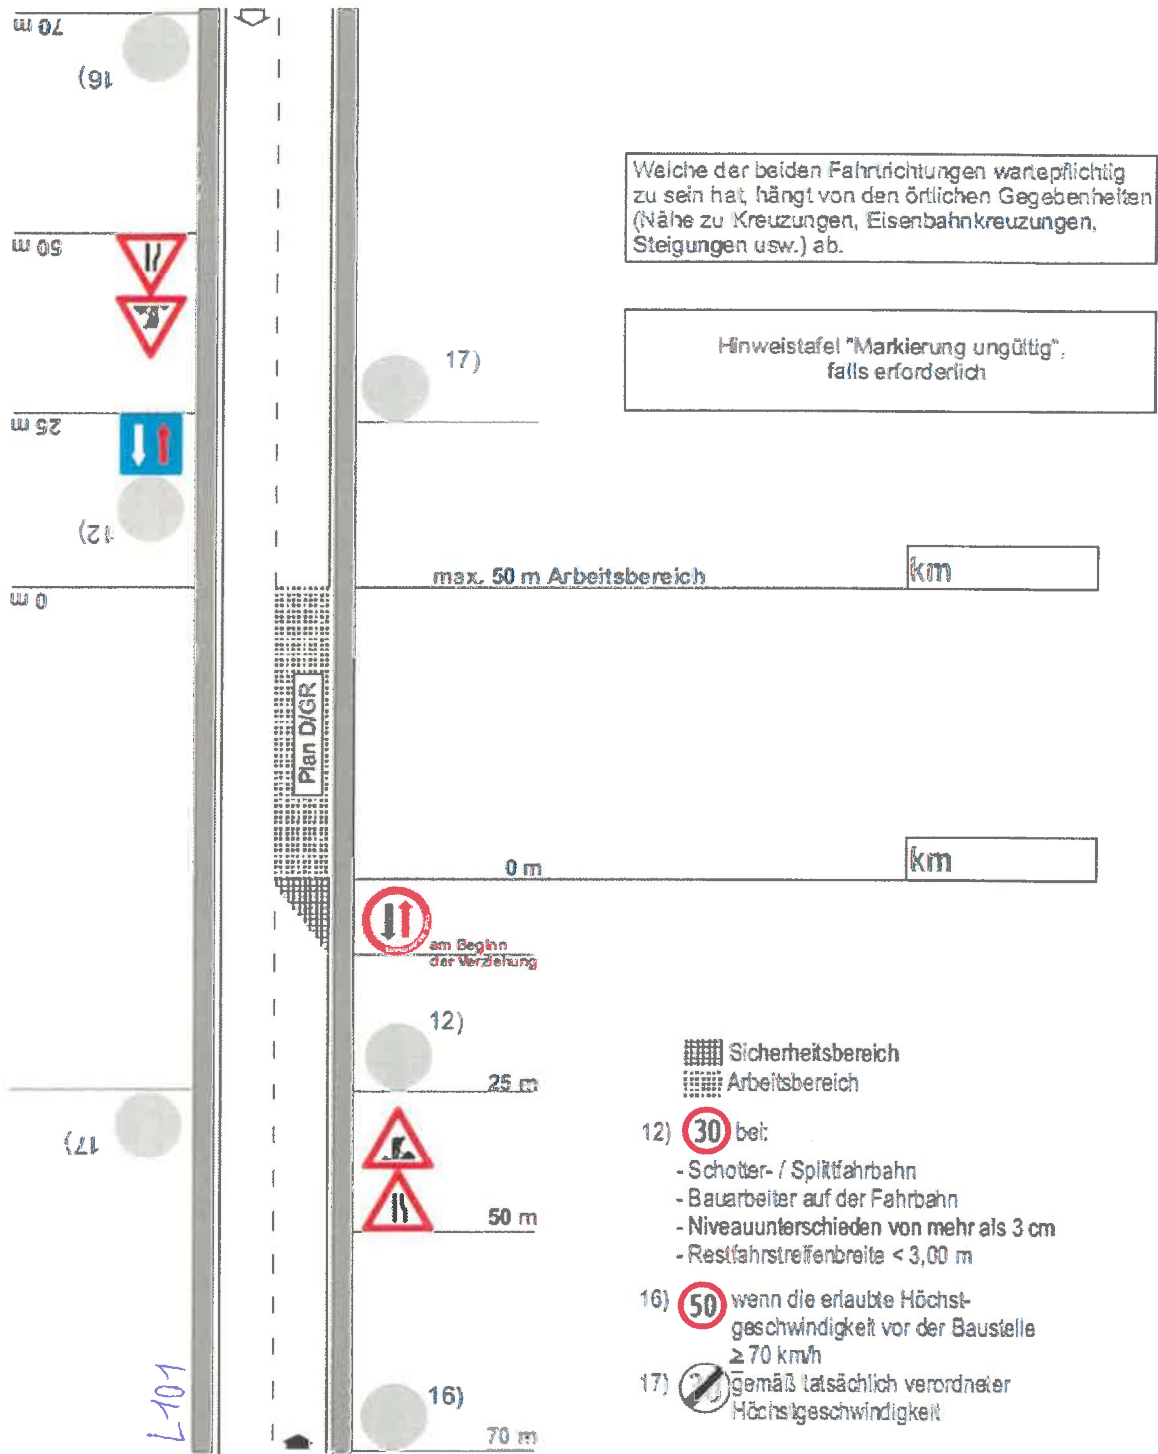 70 m
16)
Welche der beiden Fahrtrichtungen wartepflichtig
zu sein hat, hängt von den örtlichen Gegebenheiten
(Nähe zu Kreuzungen, Eisenbahnkreuzungen,
Steigungen usw.) ab.
50 m
Hinweistafel "Markierung ungültig",
falls erforderlich
17)
25 m
12)
max. 50 m Arbeitsbereich
km
0 m
Plan D/GR
0 m
km
am Beginn
der Verziehung
12)
25 m
17)
50 m
Sicherheitsbereich
Arbeitsbereich
12) 30 bei:
- Schotter- / Splittfahrbahn
- Bauarbeiter auf der Fahrbahn
- Niveauunterschieden von mehr als 3 cm
- Restfahrstreifenbreite < 3,00 m
16) 50 wenn die erlaubte Höchst-
geschwindigkeit vor der Baustelle
≥ 70 km/h
17) gemäß tatsächlich verordneter
Höchstgeschwindigkeit
16)
70 m
L-101